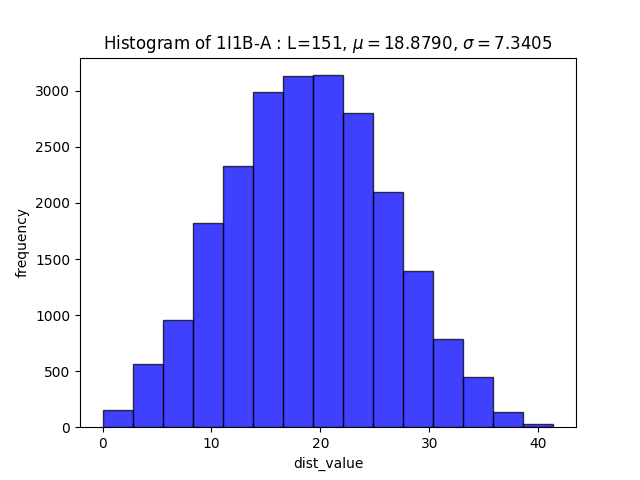 Histogram of 1I1B-A : L=151, μ = 18.8790, σ = 7.3405
frequency
3000
2500
2000
1500
1000
500
0
0 10 20 30 40
dist_value